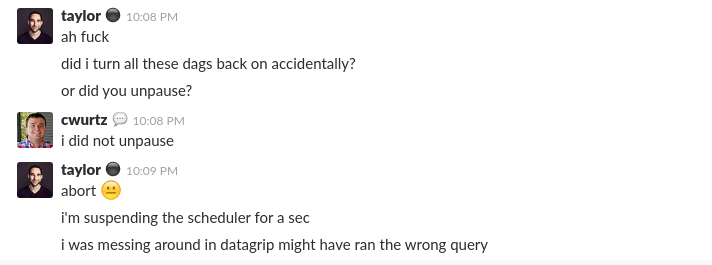 taylor 10:08 PM
ah fuck
did i turn all these dags back on accidentally?
or did you unpause?
cwurtz 10:08 PM
i did not unpause
taylor 10:09 PM
abort 😐
i'm suspending the scheduler for a sec
i was messing around in datagrip might have ran the wrong query